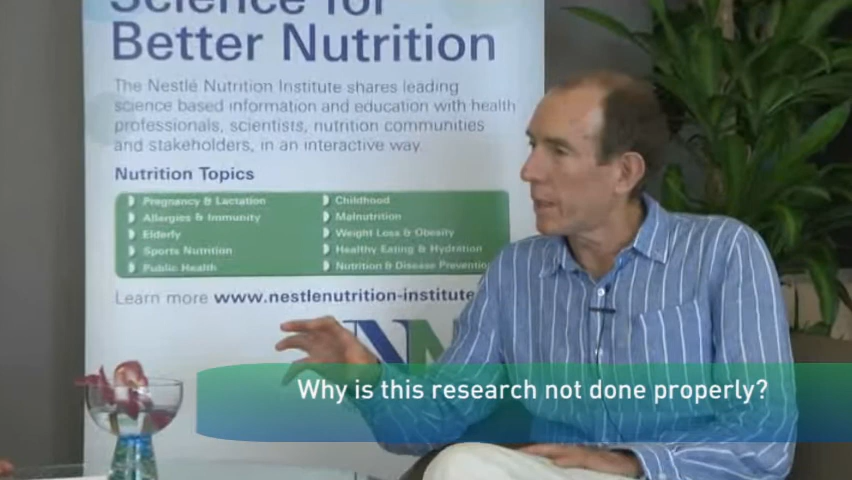 Science for
Better Nutrition
The Nestlé Nutrition Institute shares leading
science based information and education with health
professionals, scientists, nutrition communities
and stakeholders, in an interactive way
Nutrition Topics
Pregnancy & Lactation
Allergies & Immunity
Elderly
Sports Nutrition
Public Health
Childhood
Malnutrition
Weight Loss & Obesity
Healthy Eating & Hydration
Nutrition & Disease Prevention
Learn more www.nestlenutrition-institute
NN
Why is this research not done properly?